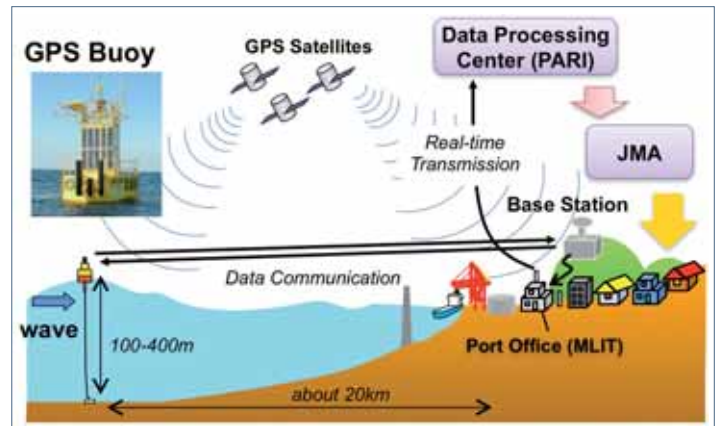 GPS Buoy
GPS Satellites
Data Processing
Center (PARI)
Real-time
Transmission
JMA
Base Station
Data Communication
wave
100-400m
Port Office (MLIT)
about 20km